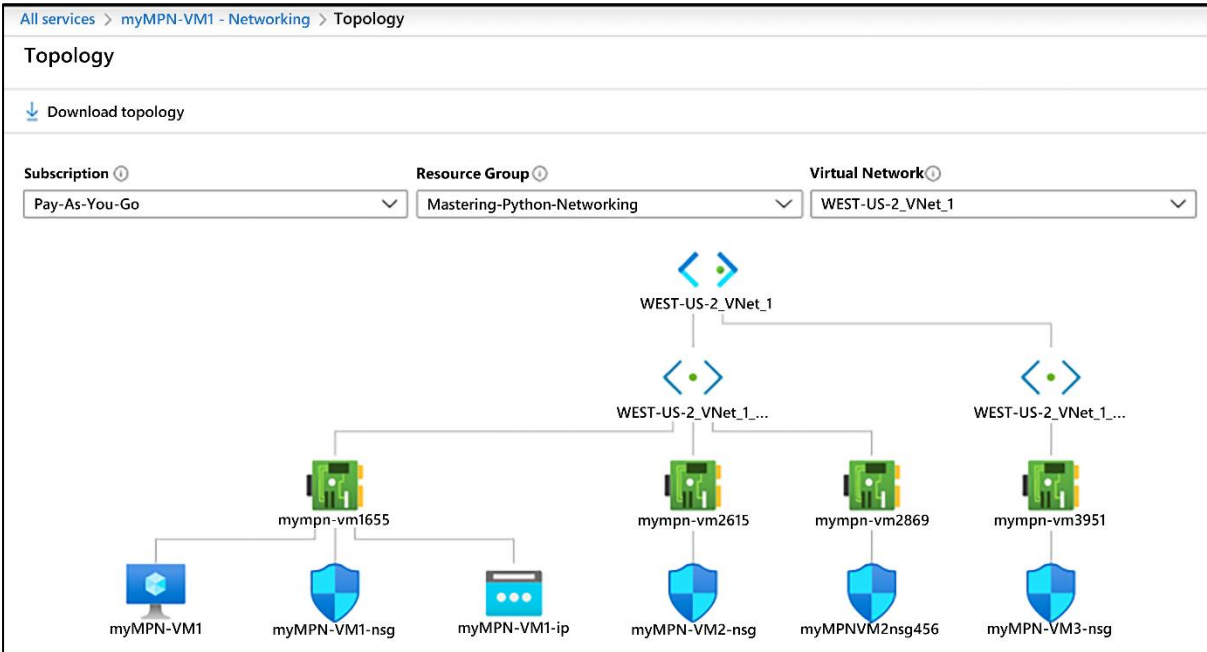 All services > myMPN-VM1 - Networking > Topology
Topology
Download topology
Subscription
Resource Group
Virtual Network
Pay-As-You-Go
Mastering-Python-Networking
WEST-US-2_VNet_1
WEST-US-2_VNet_1
WEST-US-2_VNet_1_...
WEST-US-2_VNet_1_...
mympn-vm1655
mympn-vm2615
mympn-vm2869
mympn-vm3951
myMPN-VM1
myMPN-VM1-nsg
myMPN-VM1-ip
myMPN-VM2-nsg
myMPNVM2nsg456
myMPN-VM3-nsg